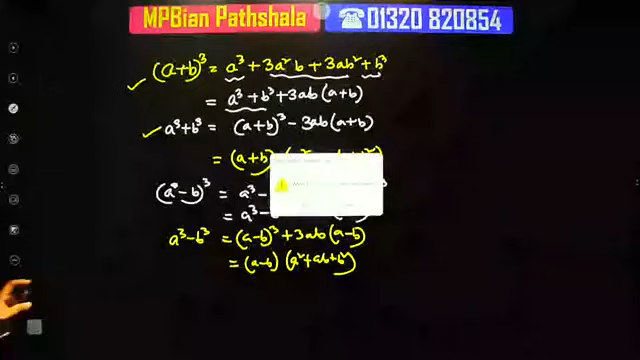 MPBian Pathshala ☎01320 820854
(a+b)³ = a³ + 3a²b + 3ab² + b³
= a³ + b³ + 3ab (a+b)
a³+b³ = (a+b)³ - 3ab(a+b)
= (a+b)
(a-b)³ = a³ -
= a³ -
a³-b³ = (a-b)³ + 3ab (a-b)
= (a-b) (a²+ab+b²)